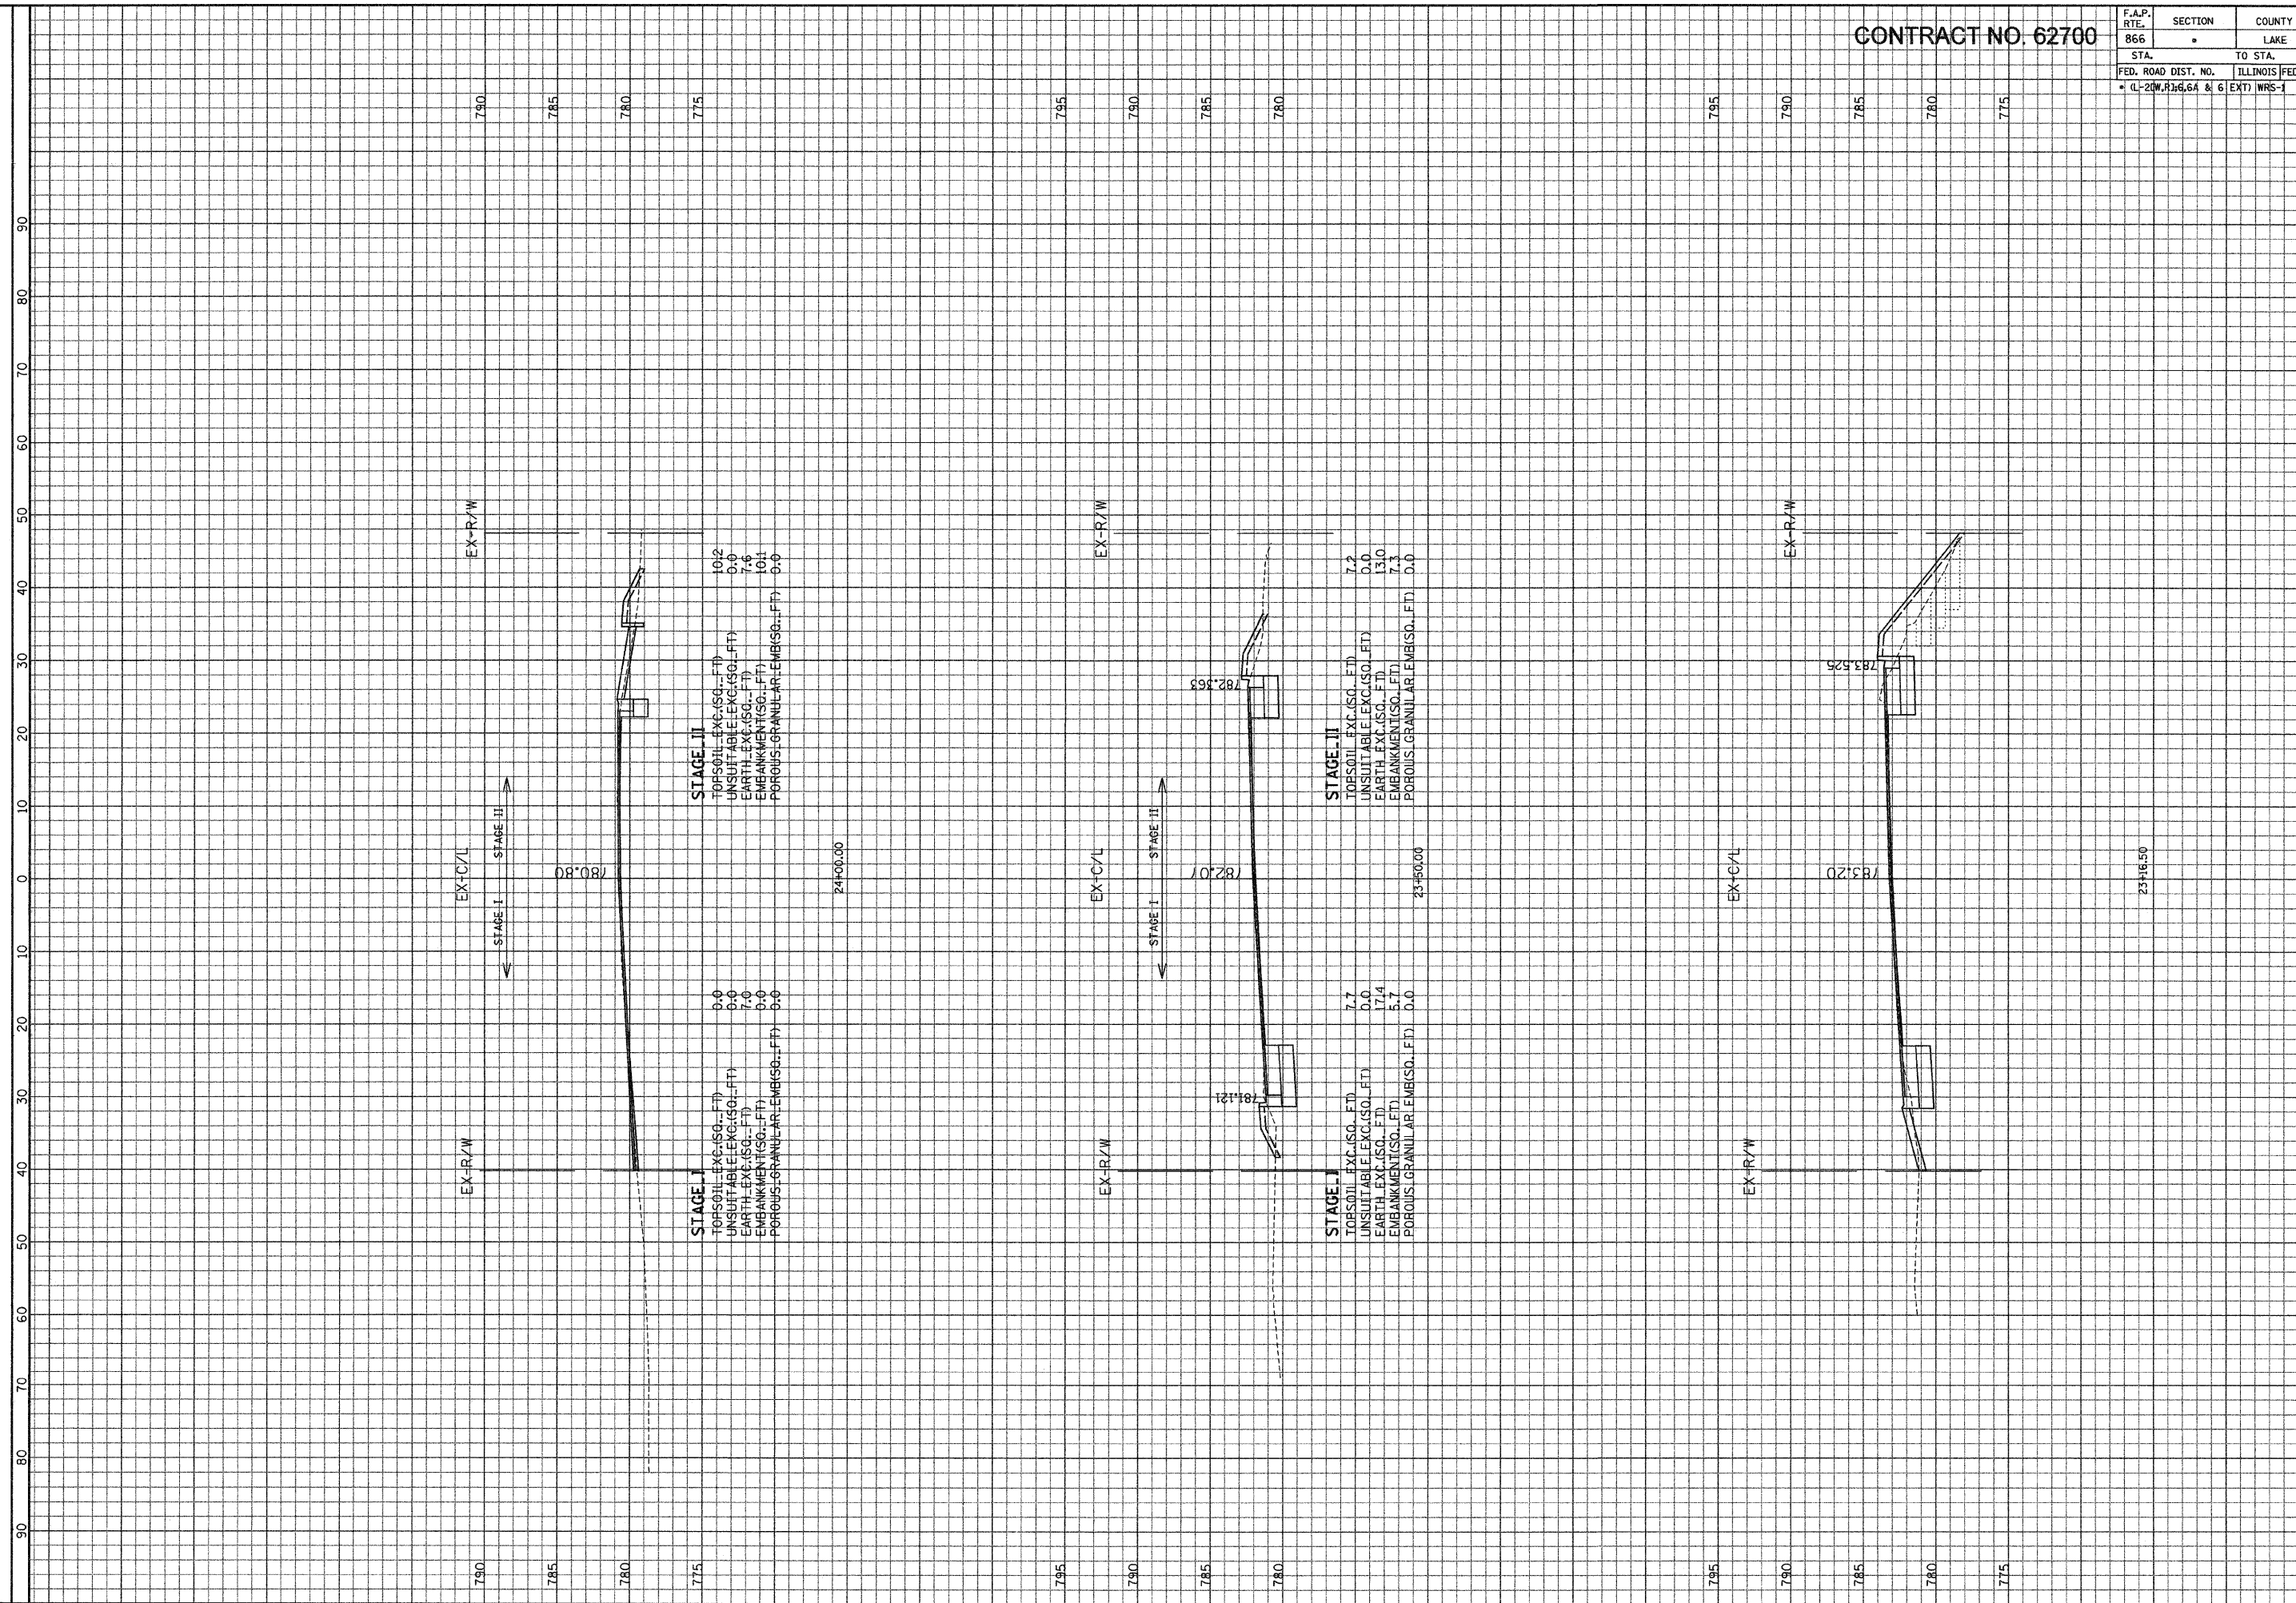 CONTRACT NO. 62700
F.A.P. RTE. SECTION COUNTY
866 * LAKE
STA. TO STA.
FED. ROAD DIST. NO. ILLINOIS FED
790 785 780 775
795 790 785 780
795 790 785 780 775
90
80
70
60
50
40
30
20
10
0
10
20
30
40
50
60
70
80
90
EX-R/W
EX-C/L
EX-R/W
STAGE I STAGE II
780.80
STAGE II
TOPSOIL EXC.(SQ. FT) 10.2
UNSUITABLE EXC.(SQ. FT) 0.0
EARTH EXC.(SQ. FT) 7.6
EMBANKMENT(SQ. FT) 10.1
POROUS GRANULAR EMB(SQ. FT) 0.0
STAGE I
TOPSOIL EXC.(SQ. FT) 0.0
UNSUITABLE EXC.(SQ. FT) 0.0
EARTH EXC.(SQ. FT) 7.0
EMBANKMENT(SQ. FT) 0.0
POROUS GRANULAR EMB(SQ. FT) 0.0
24+00.00
EX-R/W
EX-C/L
EX-R/W
STAGE I STAGE II
782.363
782.07
781.121
STAGE II
TOPSOIL EXC.(SQ. FT) 7.2
UNSUITABLE EXC.(SQ. FT) 0.0
EARTH EXC.(SQ. FT) 13.0
EMBANKMENT(SQ. FT) 7.3
POROUS GRANULAR EMB(SQ. FT) 0.0
STAGE I
TOPSOIL EXC.(SQ. FT) 7.7
UNSUITABLE EXC.(SQ. FT) 0.0
EARTH EXC.(SQ. FT) 17.4
EMBANKMENT(SQ. FT) 5.7
POROUS GRANULAR EMB(SQ. FT) 0.0
23+50.00
EX-R/W
EX-C/L
EX-R/W
783.525
783.20
23+16.50
790 785 780 775
795 790 785 780
795 790 785 780 775